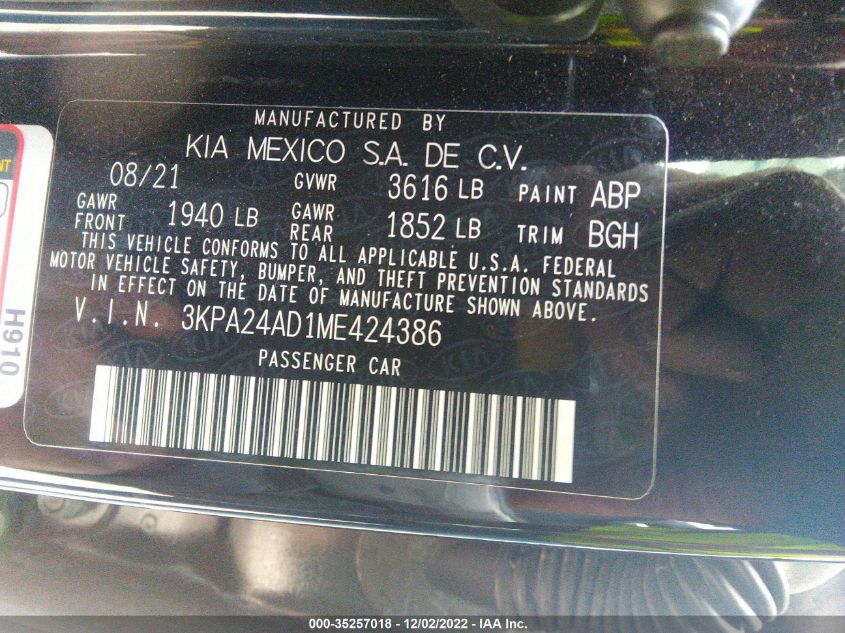 MANUFACTURED BY
KIA MEXICO S.A. DE C.V.
08/21 GVWR 3616 LB PAINT ABP
GAWR FRONT 1940 LB GAWR REAR 1852 LB TRIM BGH
THIS VEHICLE CONFORMS TO ALL APPLICABLE U.S.A. FEDERAL
MOTOR VEHICLE SAFETY, BUMPER, AND THEFT PREVENTION STANDARDS
IN EFFECT ON THE DATE OF MANUFACTURE SHOWN ABOVE.
V.I.N. 3KPA24AD1ME424386
PASSENGER CAR
H910
000-35257018 - 12/02/2022 - IAA Inc.